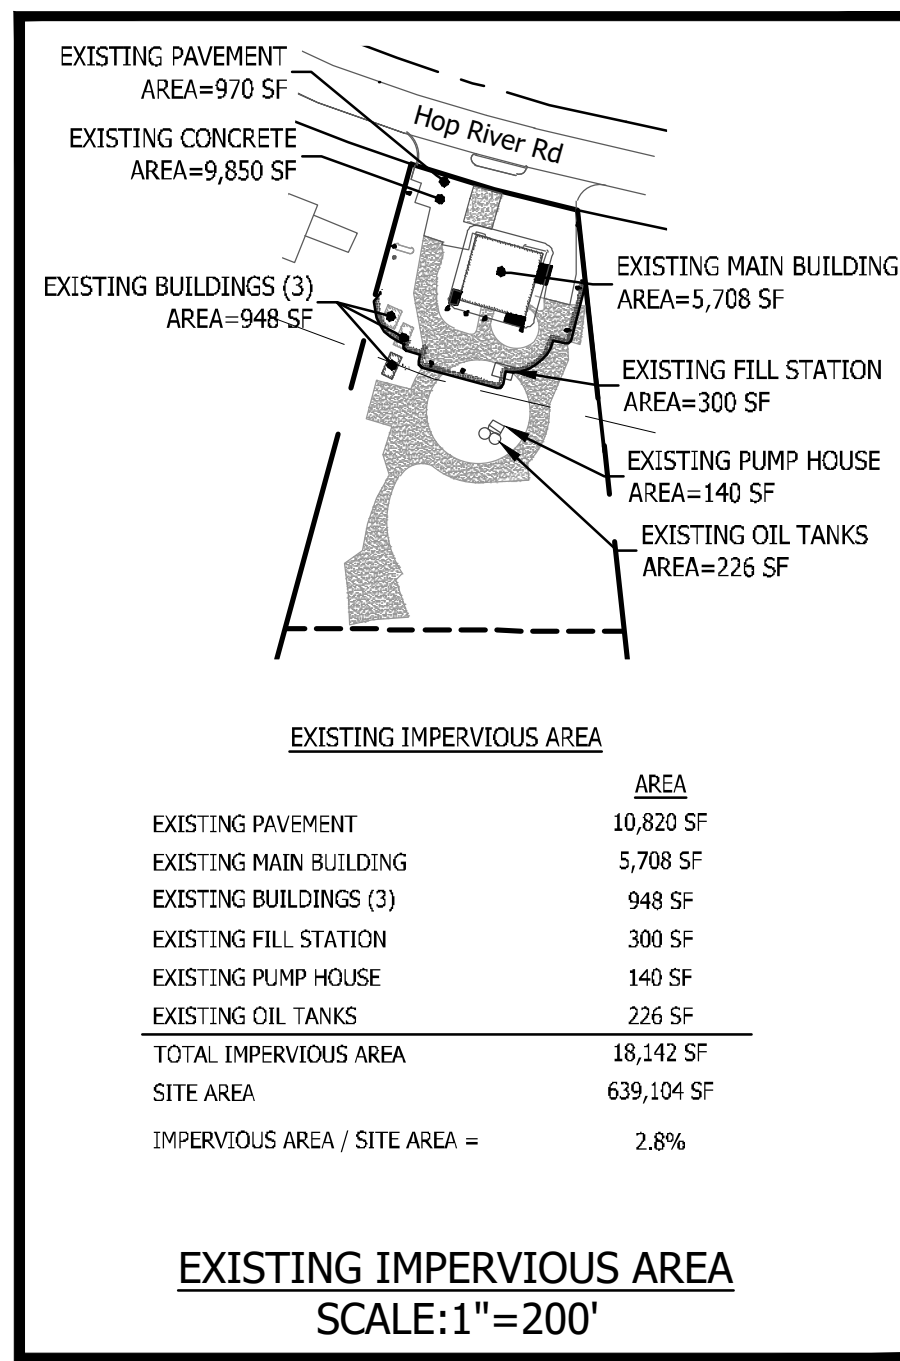 EXISTING PAVEMENT
AREA=970 SF
Hop River Rd
EXISTING CONCRETE
AREA=9,850 SF
EXISTING MAIN BUILDING
AREA=5,708 SF
EXISTING BUILDINGS (3)
AREA=948 SF
EXISTING FILL STATION
AREA=300 SF
EXISTING PUMP HOUSE
AREA=140 SF
EXISTING OIL TANKS
AREA=226 SF
EXISTING IMPERVIOUS AREA
AREA
EXISTING PAVEMENT 10,820 SF
EXISTING MAIN BUILDING 5,708 SF
EXISTING BUILDINGS (3) 948 SF
EXISTING FILL STATION 300 SF
EXISTING PUMP HOUSE 140 SF
EXISTING OIL TANKS 226 SF
TOTAL IMPERVIOUS AREA 18,142 SF
SITE AREA 639,104 SF
IMPERVIOUS AREA / SITE AREA = 2.8%
EXISTING IMPERVIOUS AREA
SCALE:1"=200'